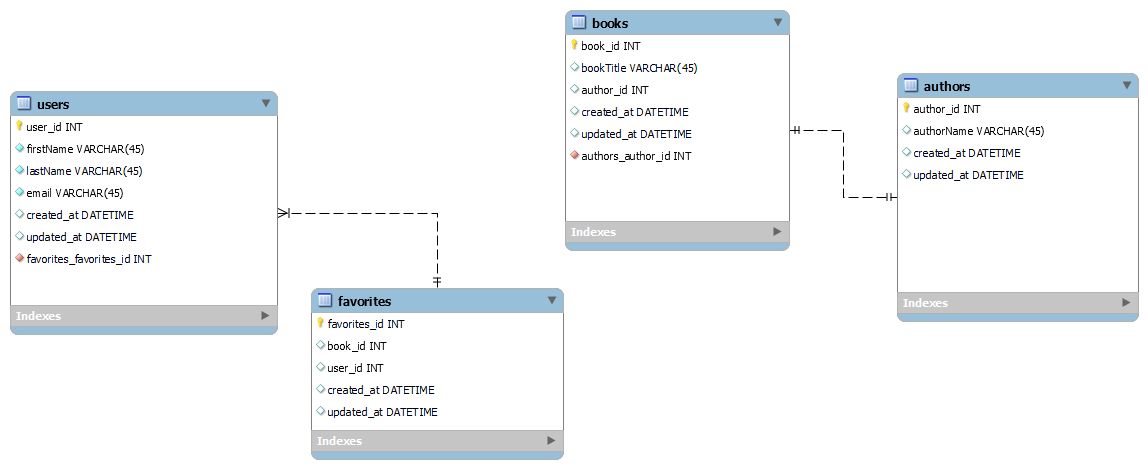 users
user_id INT
firstName VARCHAR(45)
lastName VARCHAR(45)
email VARCHAR(45)
created_at DATETIME
updated_at DATETIME
favorites_favorites_id INT
Indexes
favorites
favorites_id INT
book_id INT
user_id INT
created_at DATETIME
updated_at DATETIME
Indexes
books
book_id INT
bookTitle VARCHAR(45)
author_id INT
created_at DATETIME
updated_at DATETIME
authors_author_id INT
Indexes
authors
author_id INT
authorName VARCHAR(45)
created_at DATETIME
updated_at DATETIME
Indexes